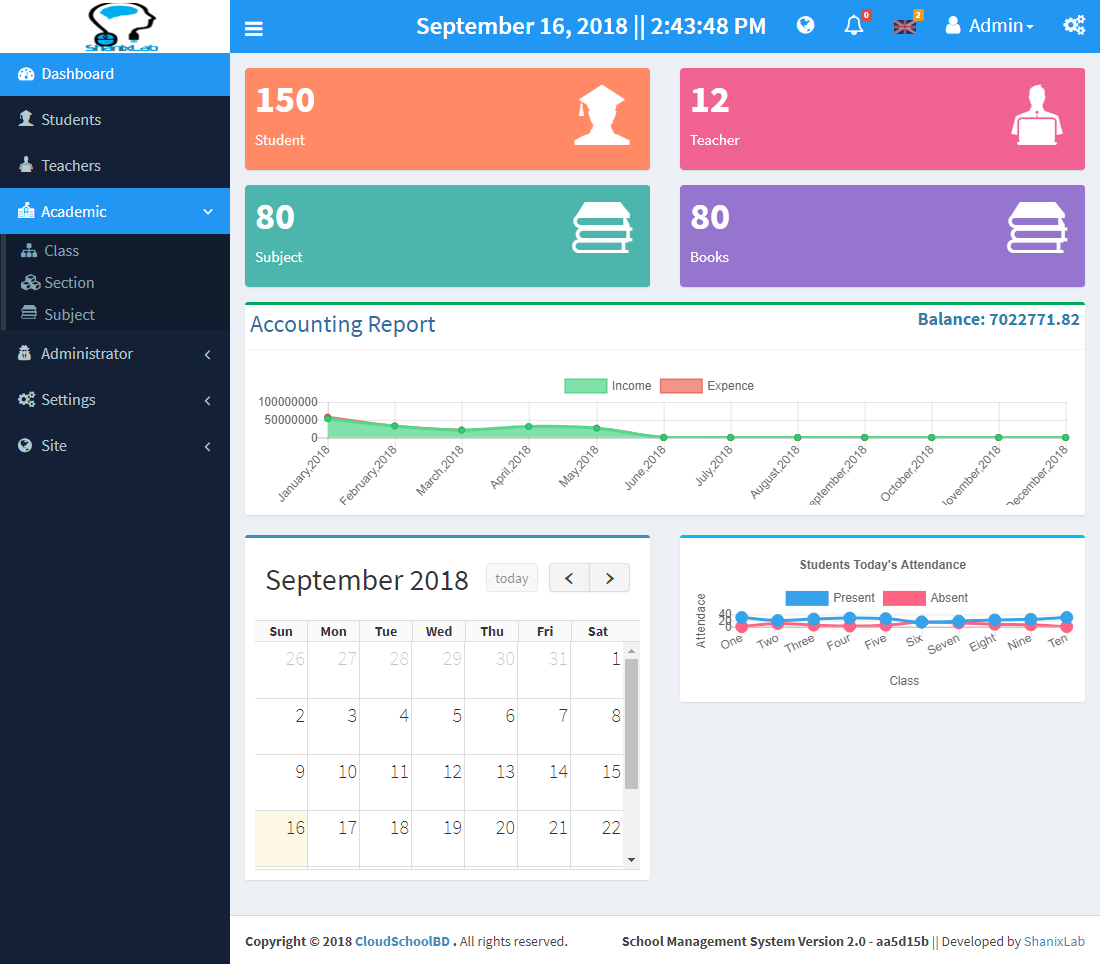 ShanixLab
September 16, 2018 || 2:43:48 PM
0
2
Admin
Dashboard
Students
Teachers
Academic
Class
Section
Subject
Administrator
Settings
Site
150
Student
12
Teacher
80
Subject
80
Books
Accounting Report
Balance: 7022771.82
Income Expence
100000000
50000000
0
January,2018 February,2018 March,2018 April,2018 May,2018 June,2018 July,2018 August,2018 eptember,2018 October,2018 lovember,2018 December,2018
September 2018
today
Sun Mon Tue Wed Thu Fri Sat
26 27 28 29 30 31 1
2 3 4 5 6 7 8
9 10 11 12 13 14 15
16 17 18 19 20 21 22
Students Today's Attendance
Present Absent
Attendace
40
20
0
One Two Three Four Five Six Seven Eight Nine Ten
Class
Copyright © 2018 CloudSchoolBD . All rights reserved.
School Management System Version 2.0 - aa5d15b || Developed by ShanixLab